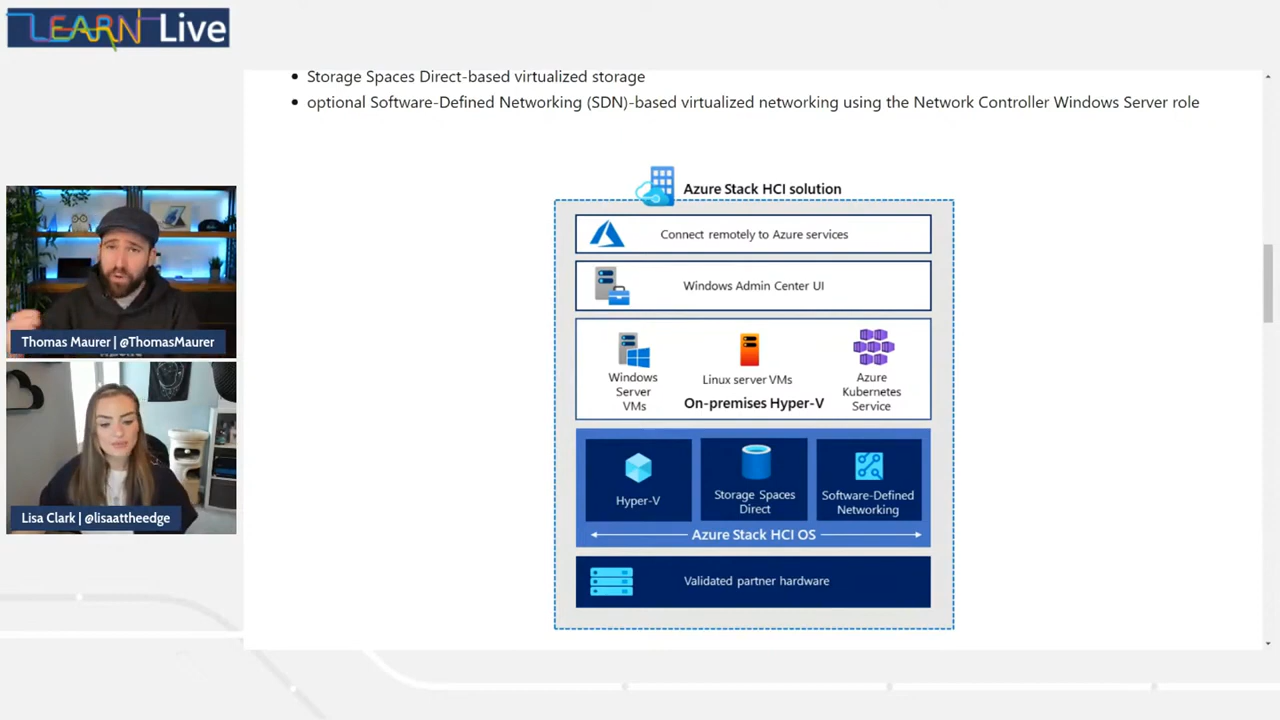 LEARN Live
Storage Spaces Direct-based virtualized storage
optional Software-Defined Networking (SDN)-based virtualized networking using the Network Controller Windows Server role
Azure Stack HCI solution
Connect remotely to Azure services
Windows Admin Center UI
Windows
Server
VMs
Linux server VMs
Azure
Kubernetes
Service
On-premises Hyper-V
Hyper-V
Storage Spaces
Direct
Software-Defined
Networking
Azure Stack HCI OS
Validated partner hardware
Thomas Maurer | @ThomasMaurer
Lisa Clark | @lisaattheedge